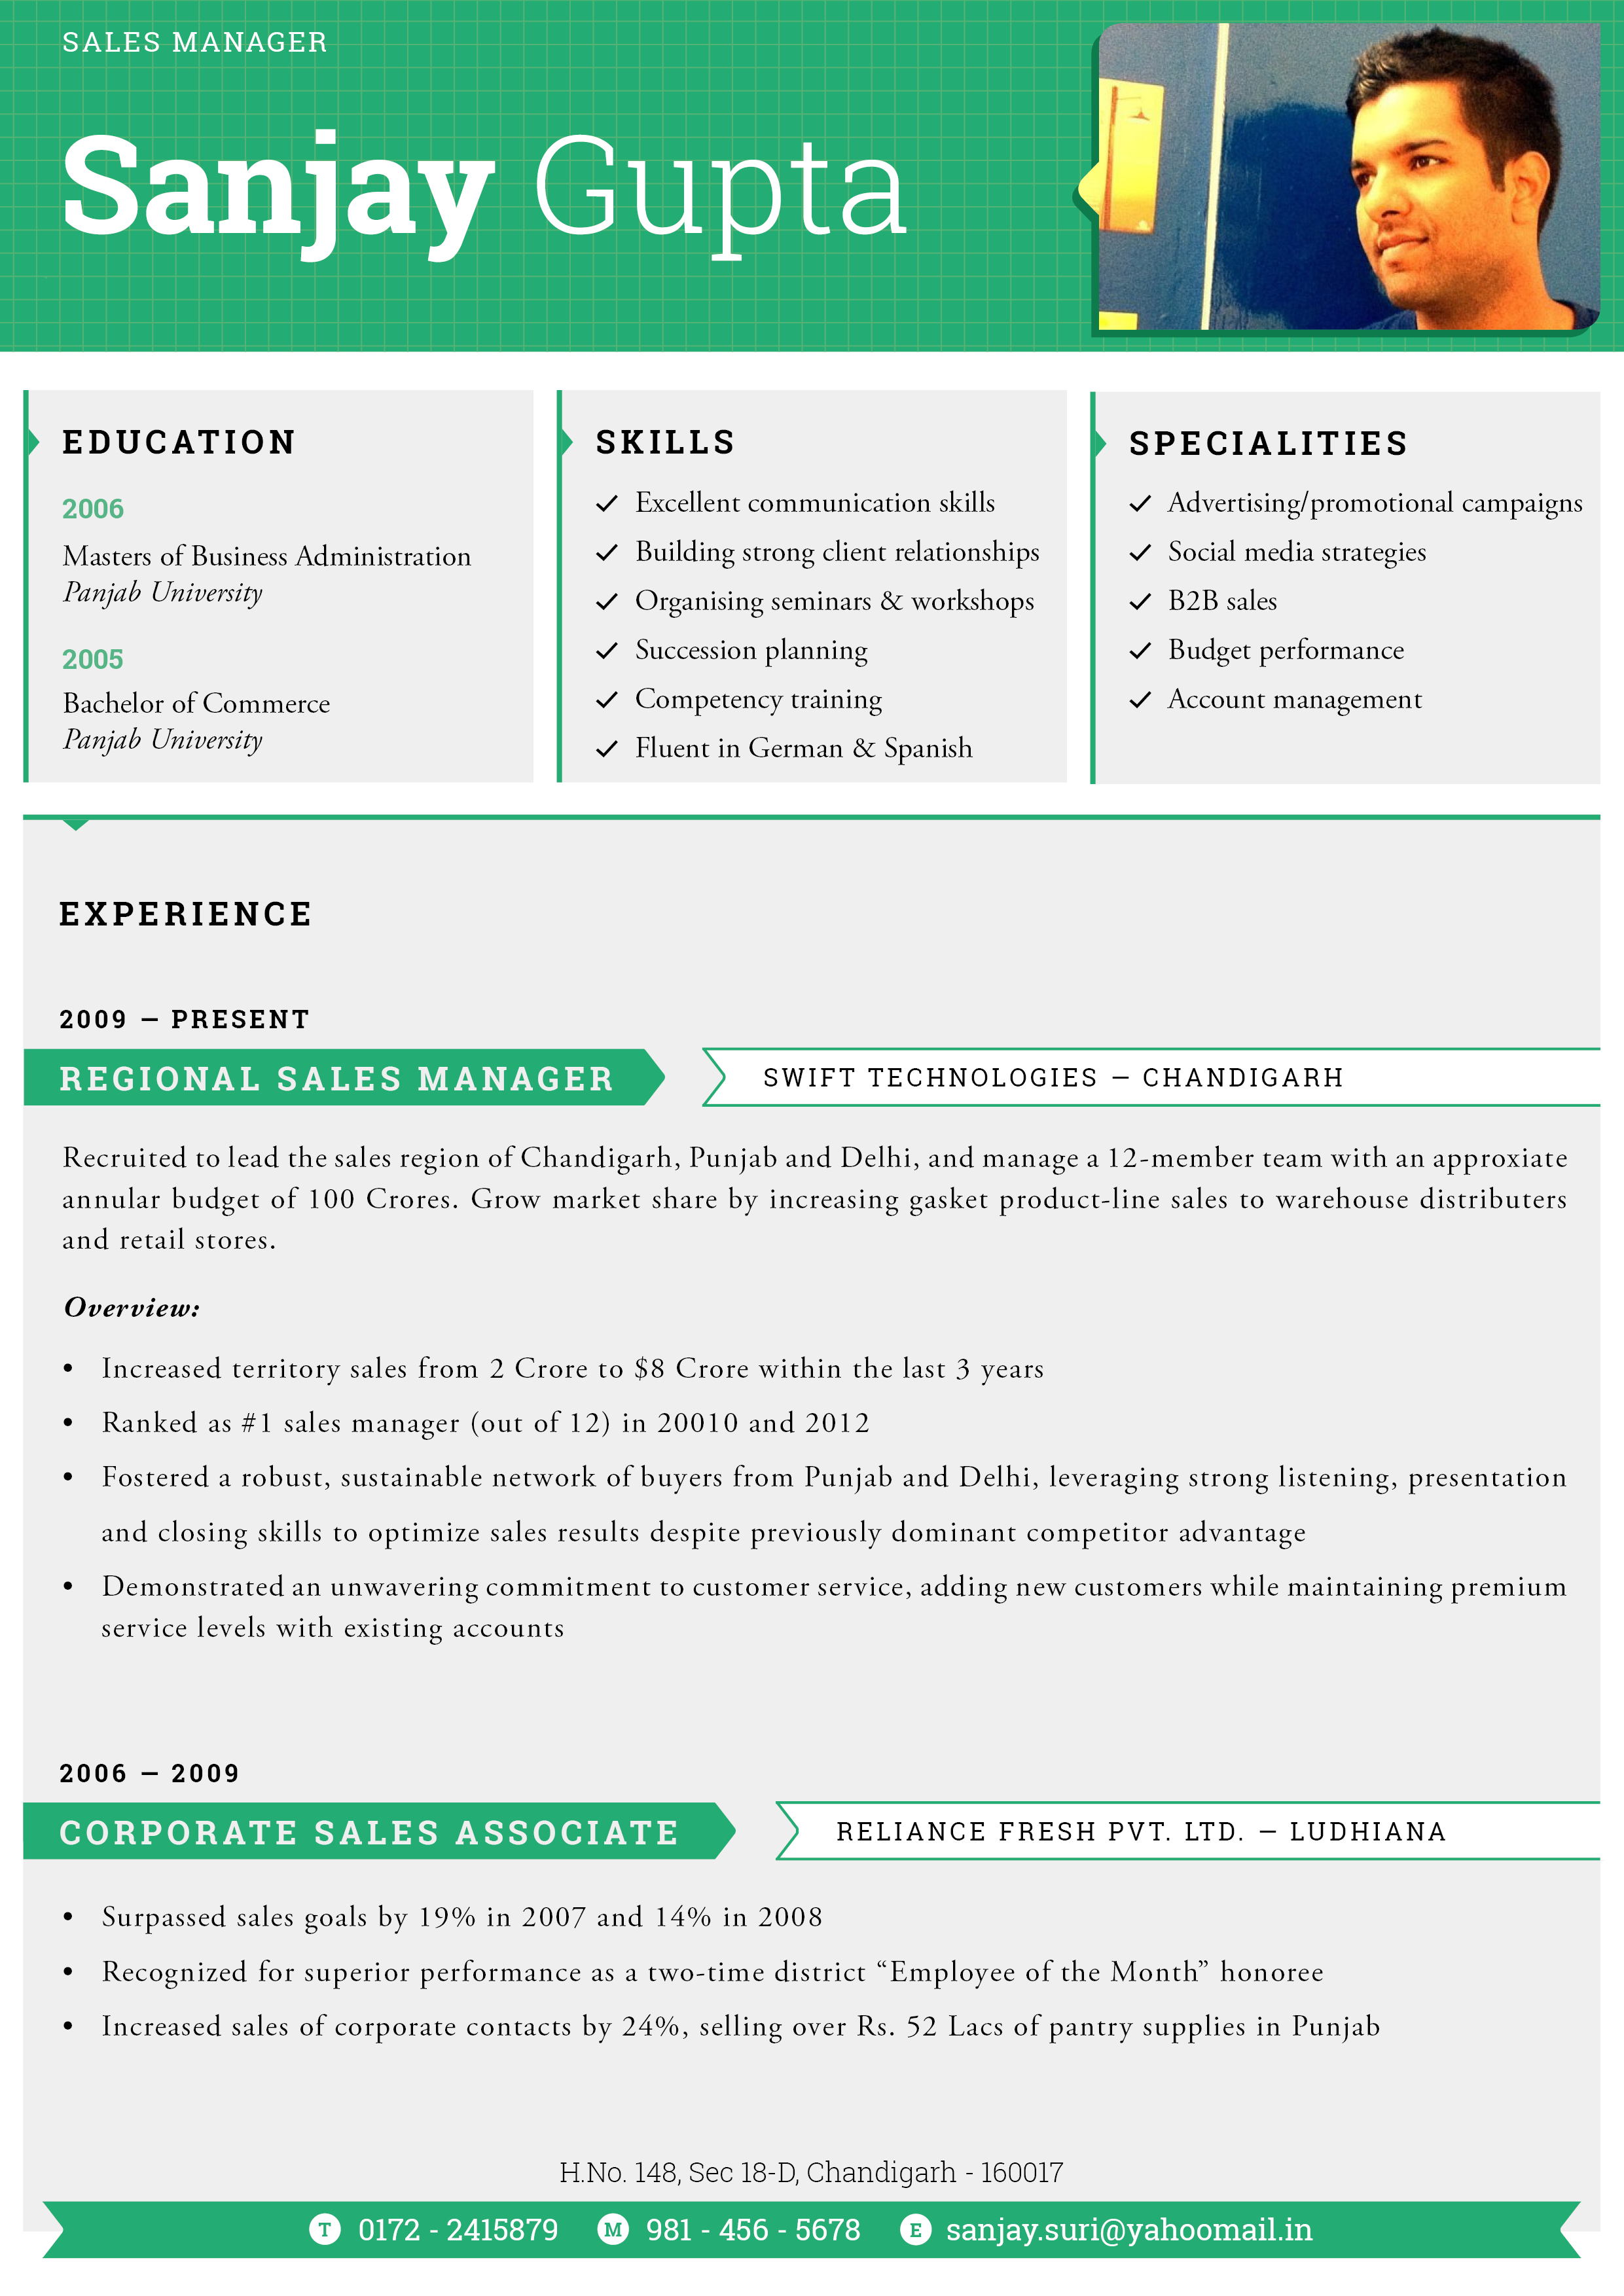 SALES MANAGER
Sanjay Gupta
EDUCATION
2006
Masters of Business Administration
Panjab University
2005
Bachelor of Commerce
Panjab University
SKILLS
Excellent communication skills
Building strong client relationships
Organising seminars & workshops
Succession planning
Competency training
Fluent in German & Spanish
SPECIALITIES
Advertising/promotional campaigns
Social media strategies
B2B sales
Budget performance
Account management
EXPERIENCE
2009 – PRESENT
REGIONAL SALES MANAGER
SWIFT TECHNOLOGIES – CHANDIGARH
Recruited to lead the sales region of Chandigarh, Punjab and Delhi, and manage a 12-member team with an approxiate
annular budget of 100 Crores. Grow market share by increasing gasket product-line sales to warehouse distributers
and retail stores.
Overview:
• Increased territory sales from 2 Crore to $8 Crore within the last 3 years
• Ranked as #1 sales manager (out of 12) in 20010 and 2012
• Fostered a robust, sustainable network of buyers from Punjab and Delhi, leveraging strong listening, presentation
and closing skills to optimize sales results despite previously dominant competitor advantage
• Demonstrated an unwavering commitment to customer service, adding new customers while maintaining premium
service levels with existing accounts
2006 – 2009
CORPORATE SALES ASSOCIATE
RELIANCE FRESH PVT. LTD. – LUDHIANA
• Surpassed sales goals by 19% in 2007 and 14% in 2008
• Recognized for superior performance as a two-time district “Employee of the Month” honoree
• Increased sales of corporate contacts by 24%, selling over Rs. 52 Lacs of pantry supplies in Punjab
H.No. 148, Sec 18-D, Chandigarh - 160017
T 0172 - 2415879 M 981 - 456 - 5678 E sanjay.suri@yahoomail.in